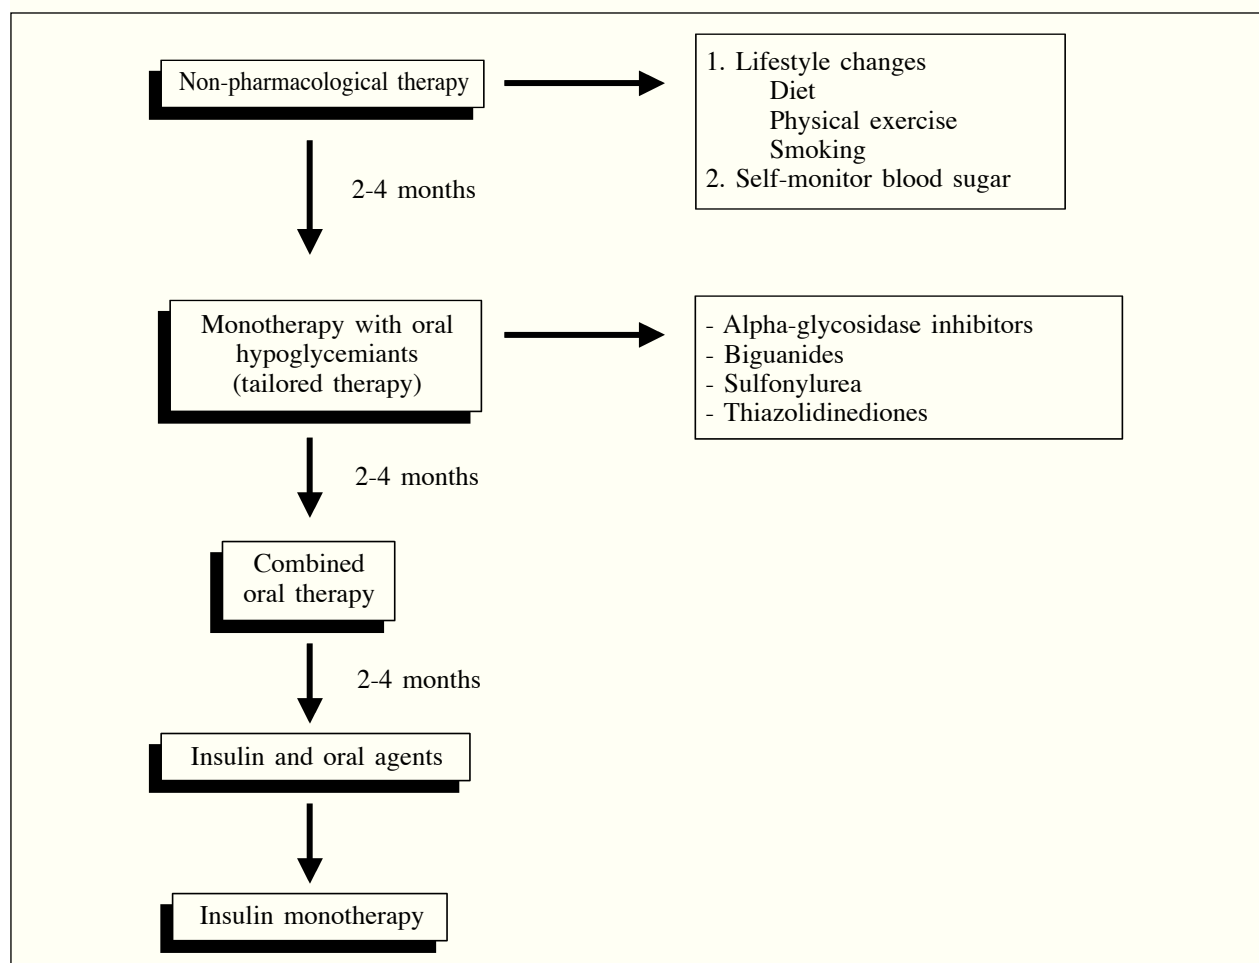 Non-pharmacological therapy
1. Lifestyle changes
Diet
Physical exercise
Smoking
2. Self-monitor blood sugar
2-4 months
Monotherapy with oral
hypoglycemiants
(tailored therapy)
- Alpha-glycosidase inhibitors
- Biguanides
- Sulfonylurea
- Thiazolidinediones
2-4 months
Combined
oral therapy
2-4 months
Insulin and oral agents
Insulin monotherapy